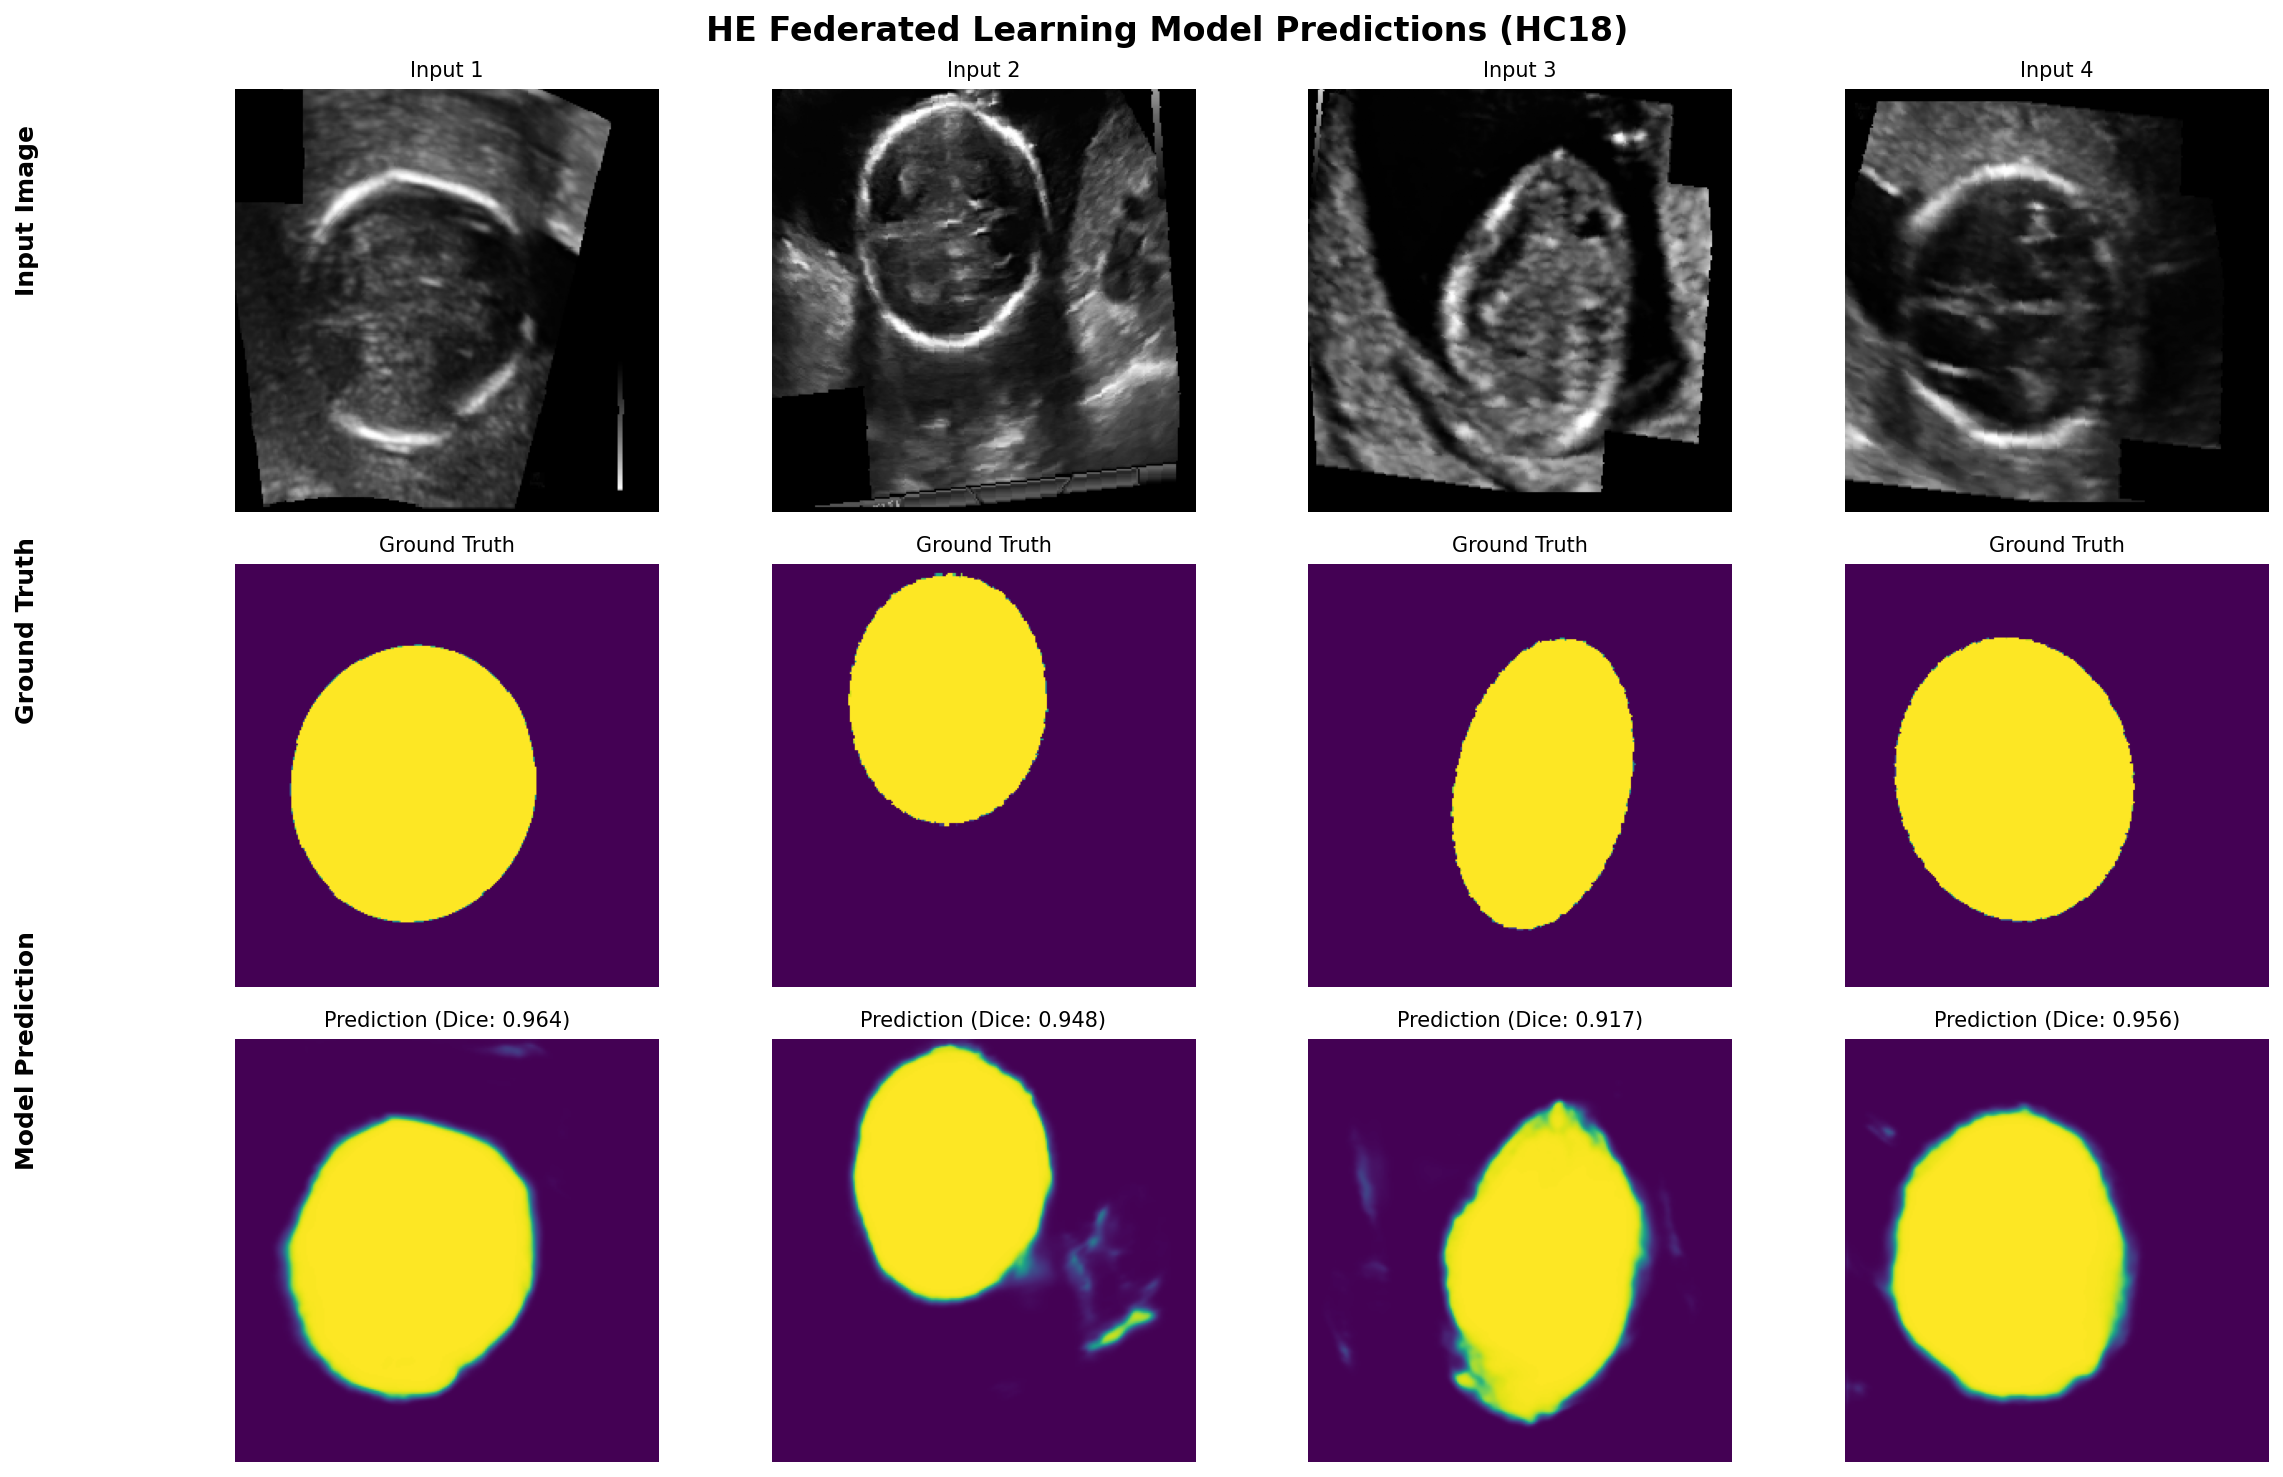 HE Federated Learning Model Predictions (HC18)
Input 1
Input 2
Input 3
Input 4
Input Image
Ground Truth
Ground Truth
Ground Truth
Ground Truth
Ground Truth
Prediction (Dice: 0.964)
Prediction (Dice: 0.948)
Prediction (Dice: 0.917)
Prediction (Dice: 0.956)
Model Prediction